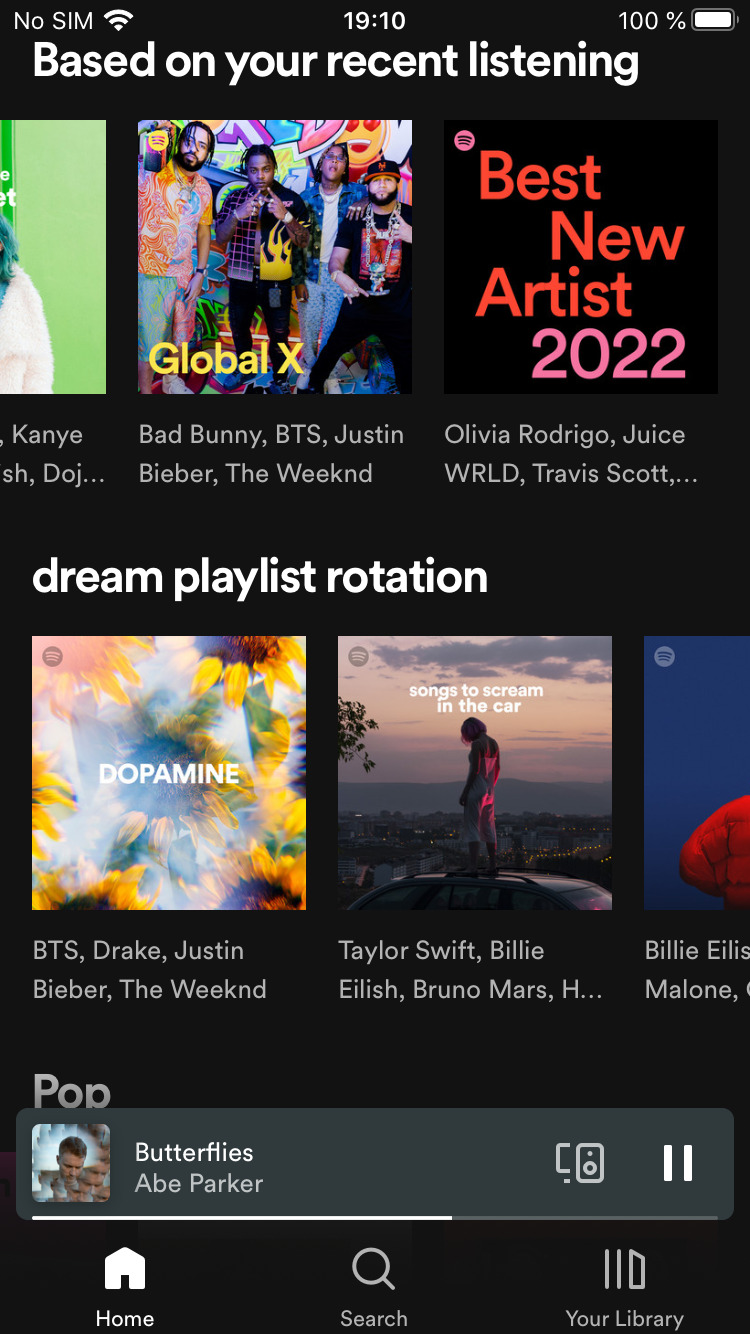 No SIM 19:10 100 %
Based on your recent listening
e
et
Global X
Best
New
Artist
2022
, Kanye
ish, Doj...
Bad Bunny, BTS, Justin
Bieber, The Weeknd
Olivia Rodrigo, Juice
WRLD, Travis Scott,...
dream playlist rotation
DOPAMINE
songs to scream
in the car
BTS, Drake, Justin
Bieber, The Weeknd
Taylor Swift, Billie
Eilish, Bruno Mars, H...
Billie Eilis
Malone,
Pop
Butterflies
Abe Parker
Home
Search
Your Library